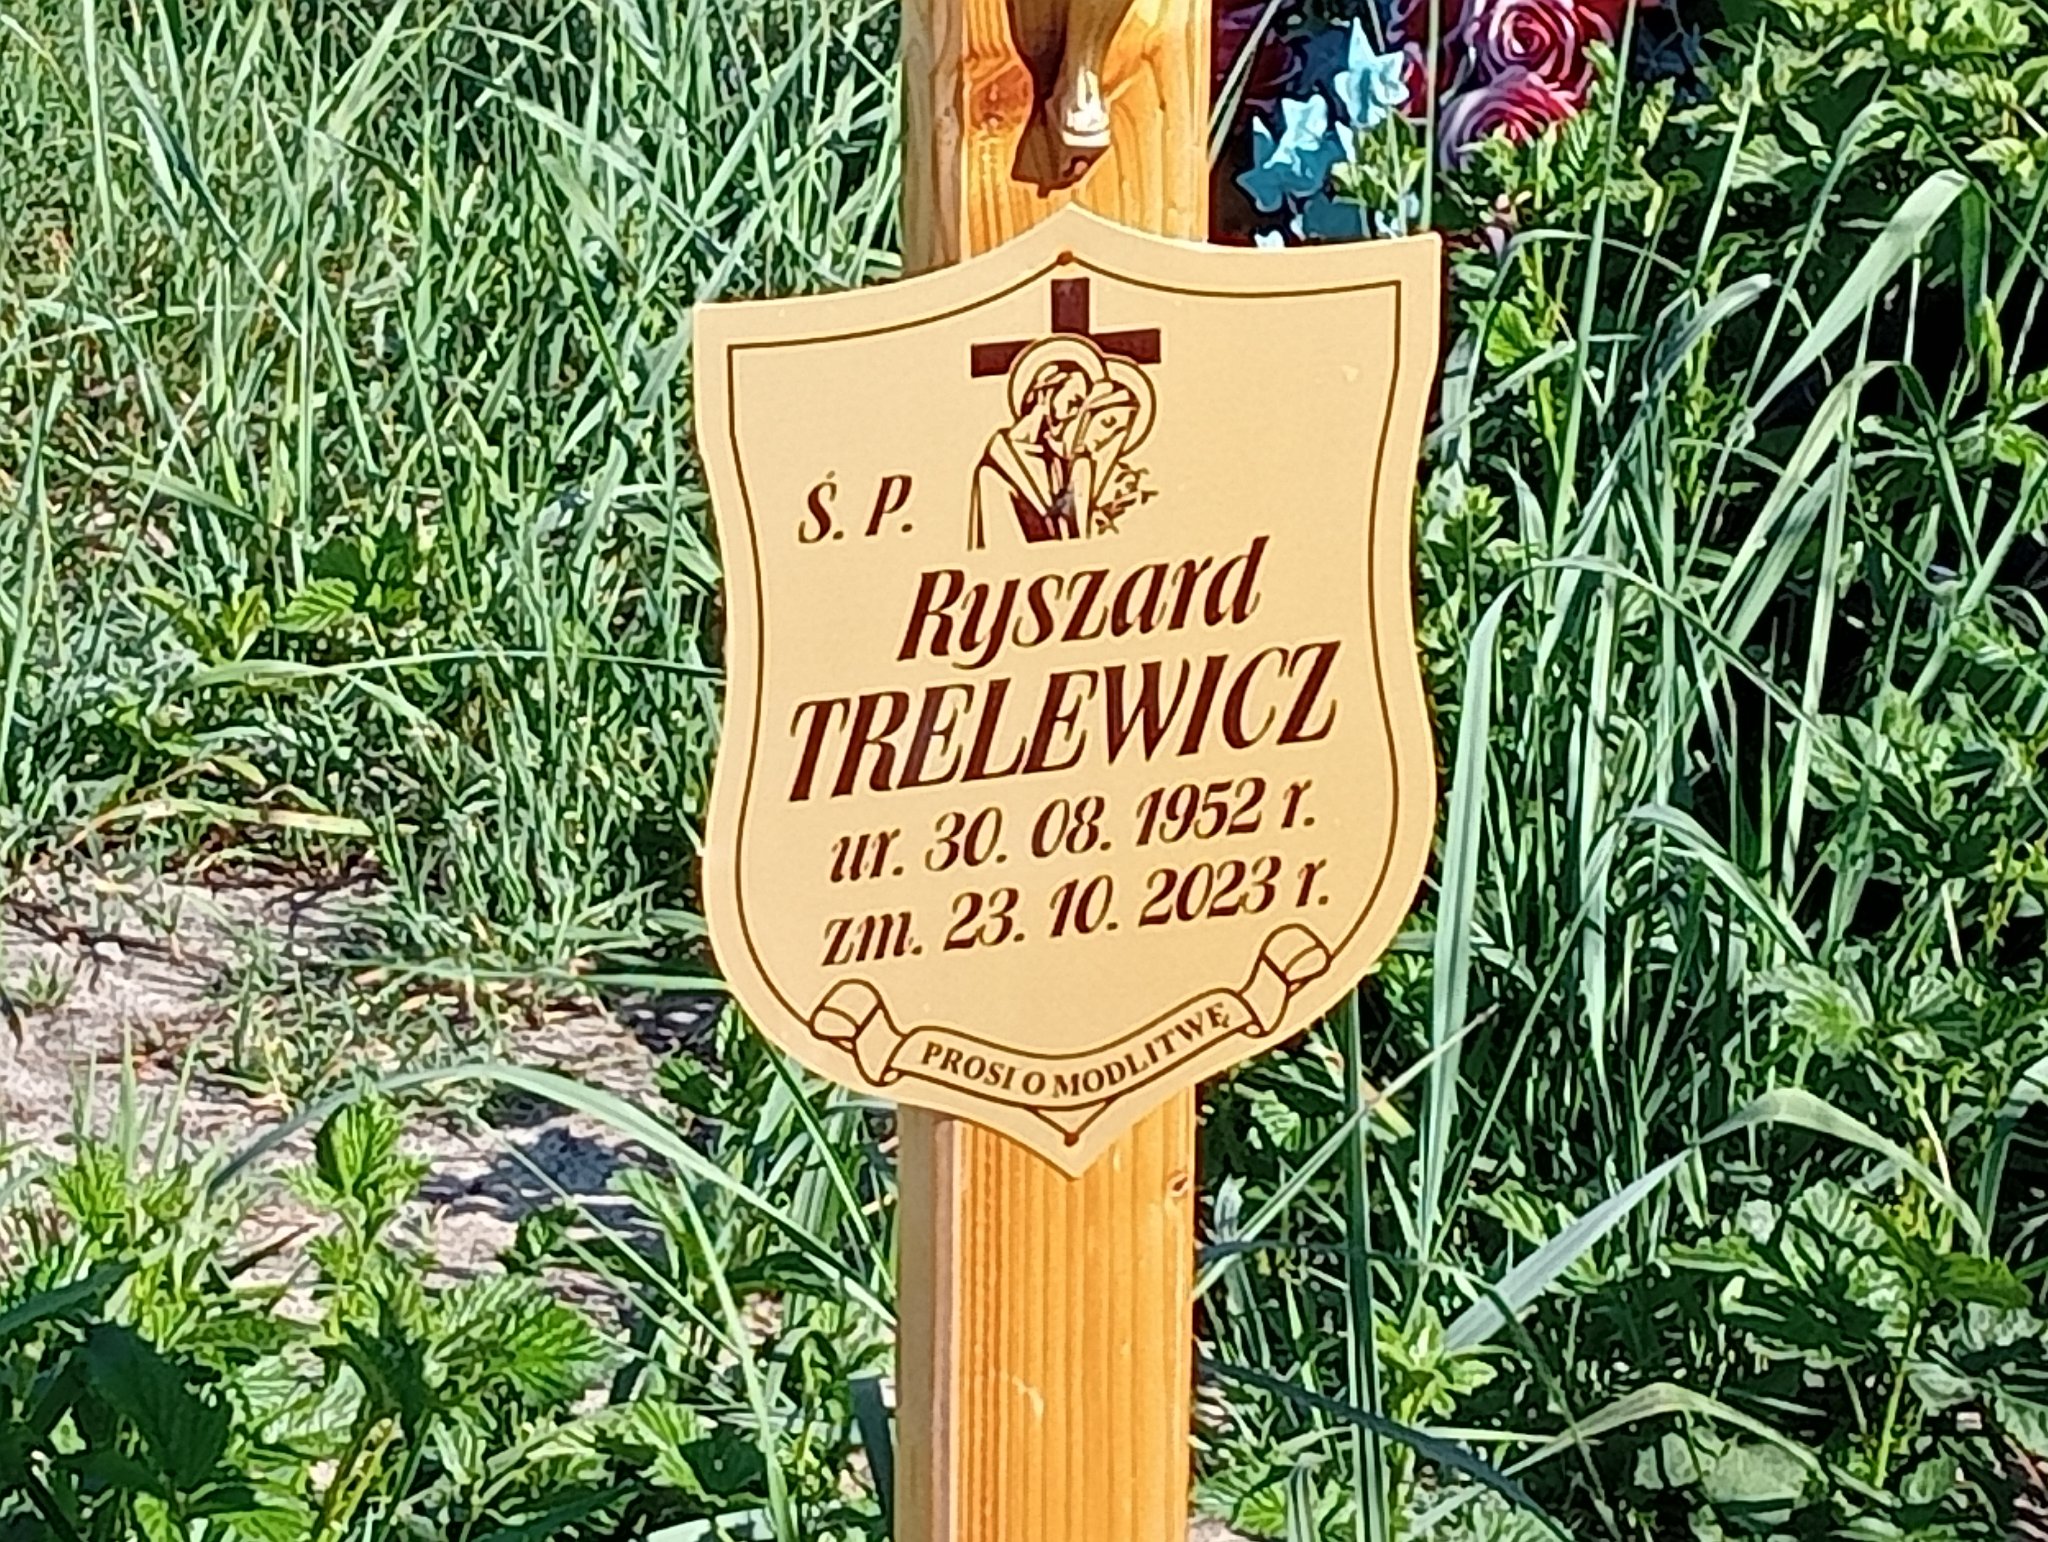 Ś. P.
Ryszard
TRELEWICZ
ur. 30. 08. 1952 r.
zm. 23. 10. 2023 r.
PROSI O MODLITWĘ